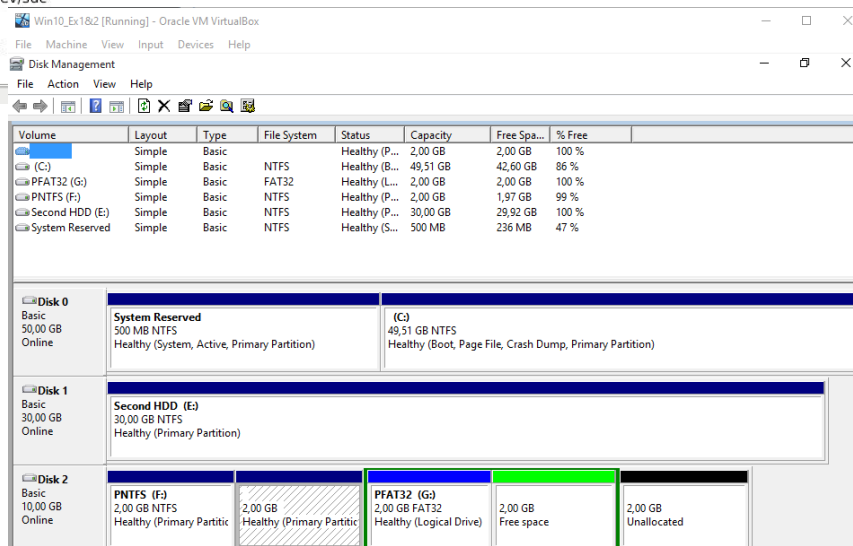 ev/sde
Win10_Ex1&2 [Running] - Oracle VM VirtualBox
File Machine View Input Devices Help
Disk Management
File Action View Help
Volume Layout Type File System Status Capacity Free Spa... % Free
Simple Basic Healthy (P... 2,00 GB 2,00 GB 100 %
(C:) Simple Basic NTFS Healthy (B... 49,51 GB 42,60 GB 86 %
PFAT32 (G:) Simple Basic FAT32 Healthy (L... 2,00 GB 2,00 GB 100 %
PNTFS (F:) Simple Basic NTFS Healthy (P... 2,00 GB 1,97 GB 99 %
Second HDD (E:) Simple Basic NTFS Healthy (P... 30,00 GB 29,92 GB 100 %
System Reserved Simple Basic NTFS Healthy (S... 500 MB 236 MB 47 %
Disk 0
Basic
50,00 GB
Online
System Reserved
500 MB NTFS
Healthy (System, Active, Primary Partition)
(C:)
49,51 GB NTFS
Healthy (Boot, Page File, Crash Dump, Primary Partition)
Disk 1
Basic
30,00 GB
Online
Second HDD (E:)
30,00 GB NTFS
Healthy (Primary Partition)
Disk 2
Basic
10,00 GB
Online
PNTFS (F:)
2,00 GB NTFS
Healthy (Primary Partitic
2,00 GB
Healthy (Primary Partitic
PFAT32 (G:)
2,00 GB FAT32
Healthy (Logical Drive)
2,00 GB
Free space
2,00 GB
Unallocated